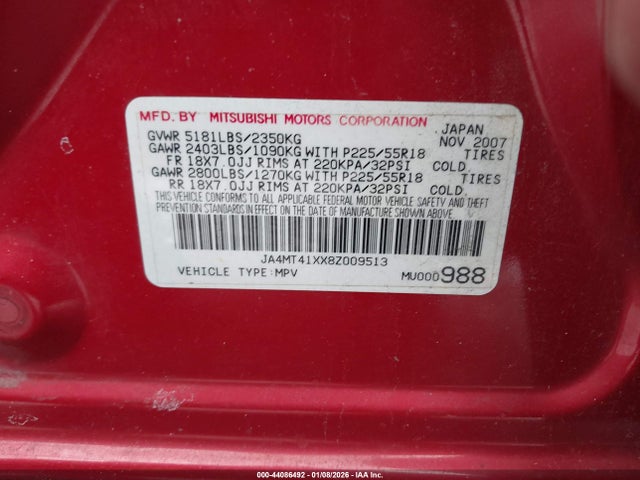 MFD. BY MITSUBISHI MOTORS CORPORATION JAPAN
GVWR 5181LBS/2350KG NOV 2007
GAWR 2403LBS/1090KG WITH P225/55R18 TIRES
FR 18X7.0JJ RIMS AT 220KPA/32PSI COLD.
GAWR 2800LBS/1270KG WITH P225/55R18 TIRES
RR 18X7.0JJ RIMS AT 220KPA/32PSI COLD.
THIS VEHICLE CONFORMS TO ALL APPLICABLE FEDERAL MOTOR VEHICLE SAFETY AND THEFT
PREVENTION STANDARDS IN EFFECT ON THE DATE OF MANUFACTURE SHOWN ABOVE
JA4MT41XX8Z009513
VEHICLE TYPE:MPV MU000988
000-44086492 - 01/08/2026 - IAA Inc.